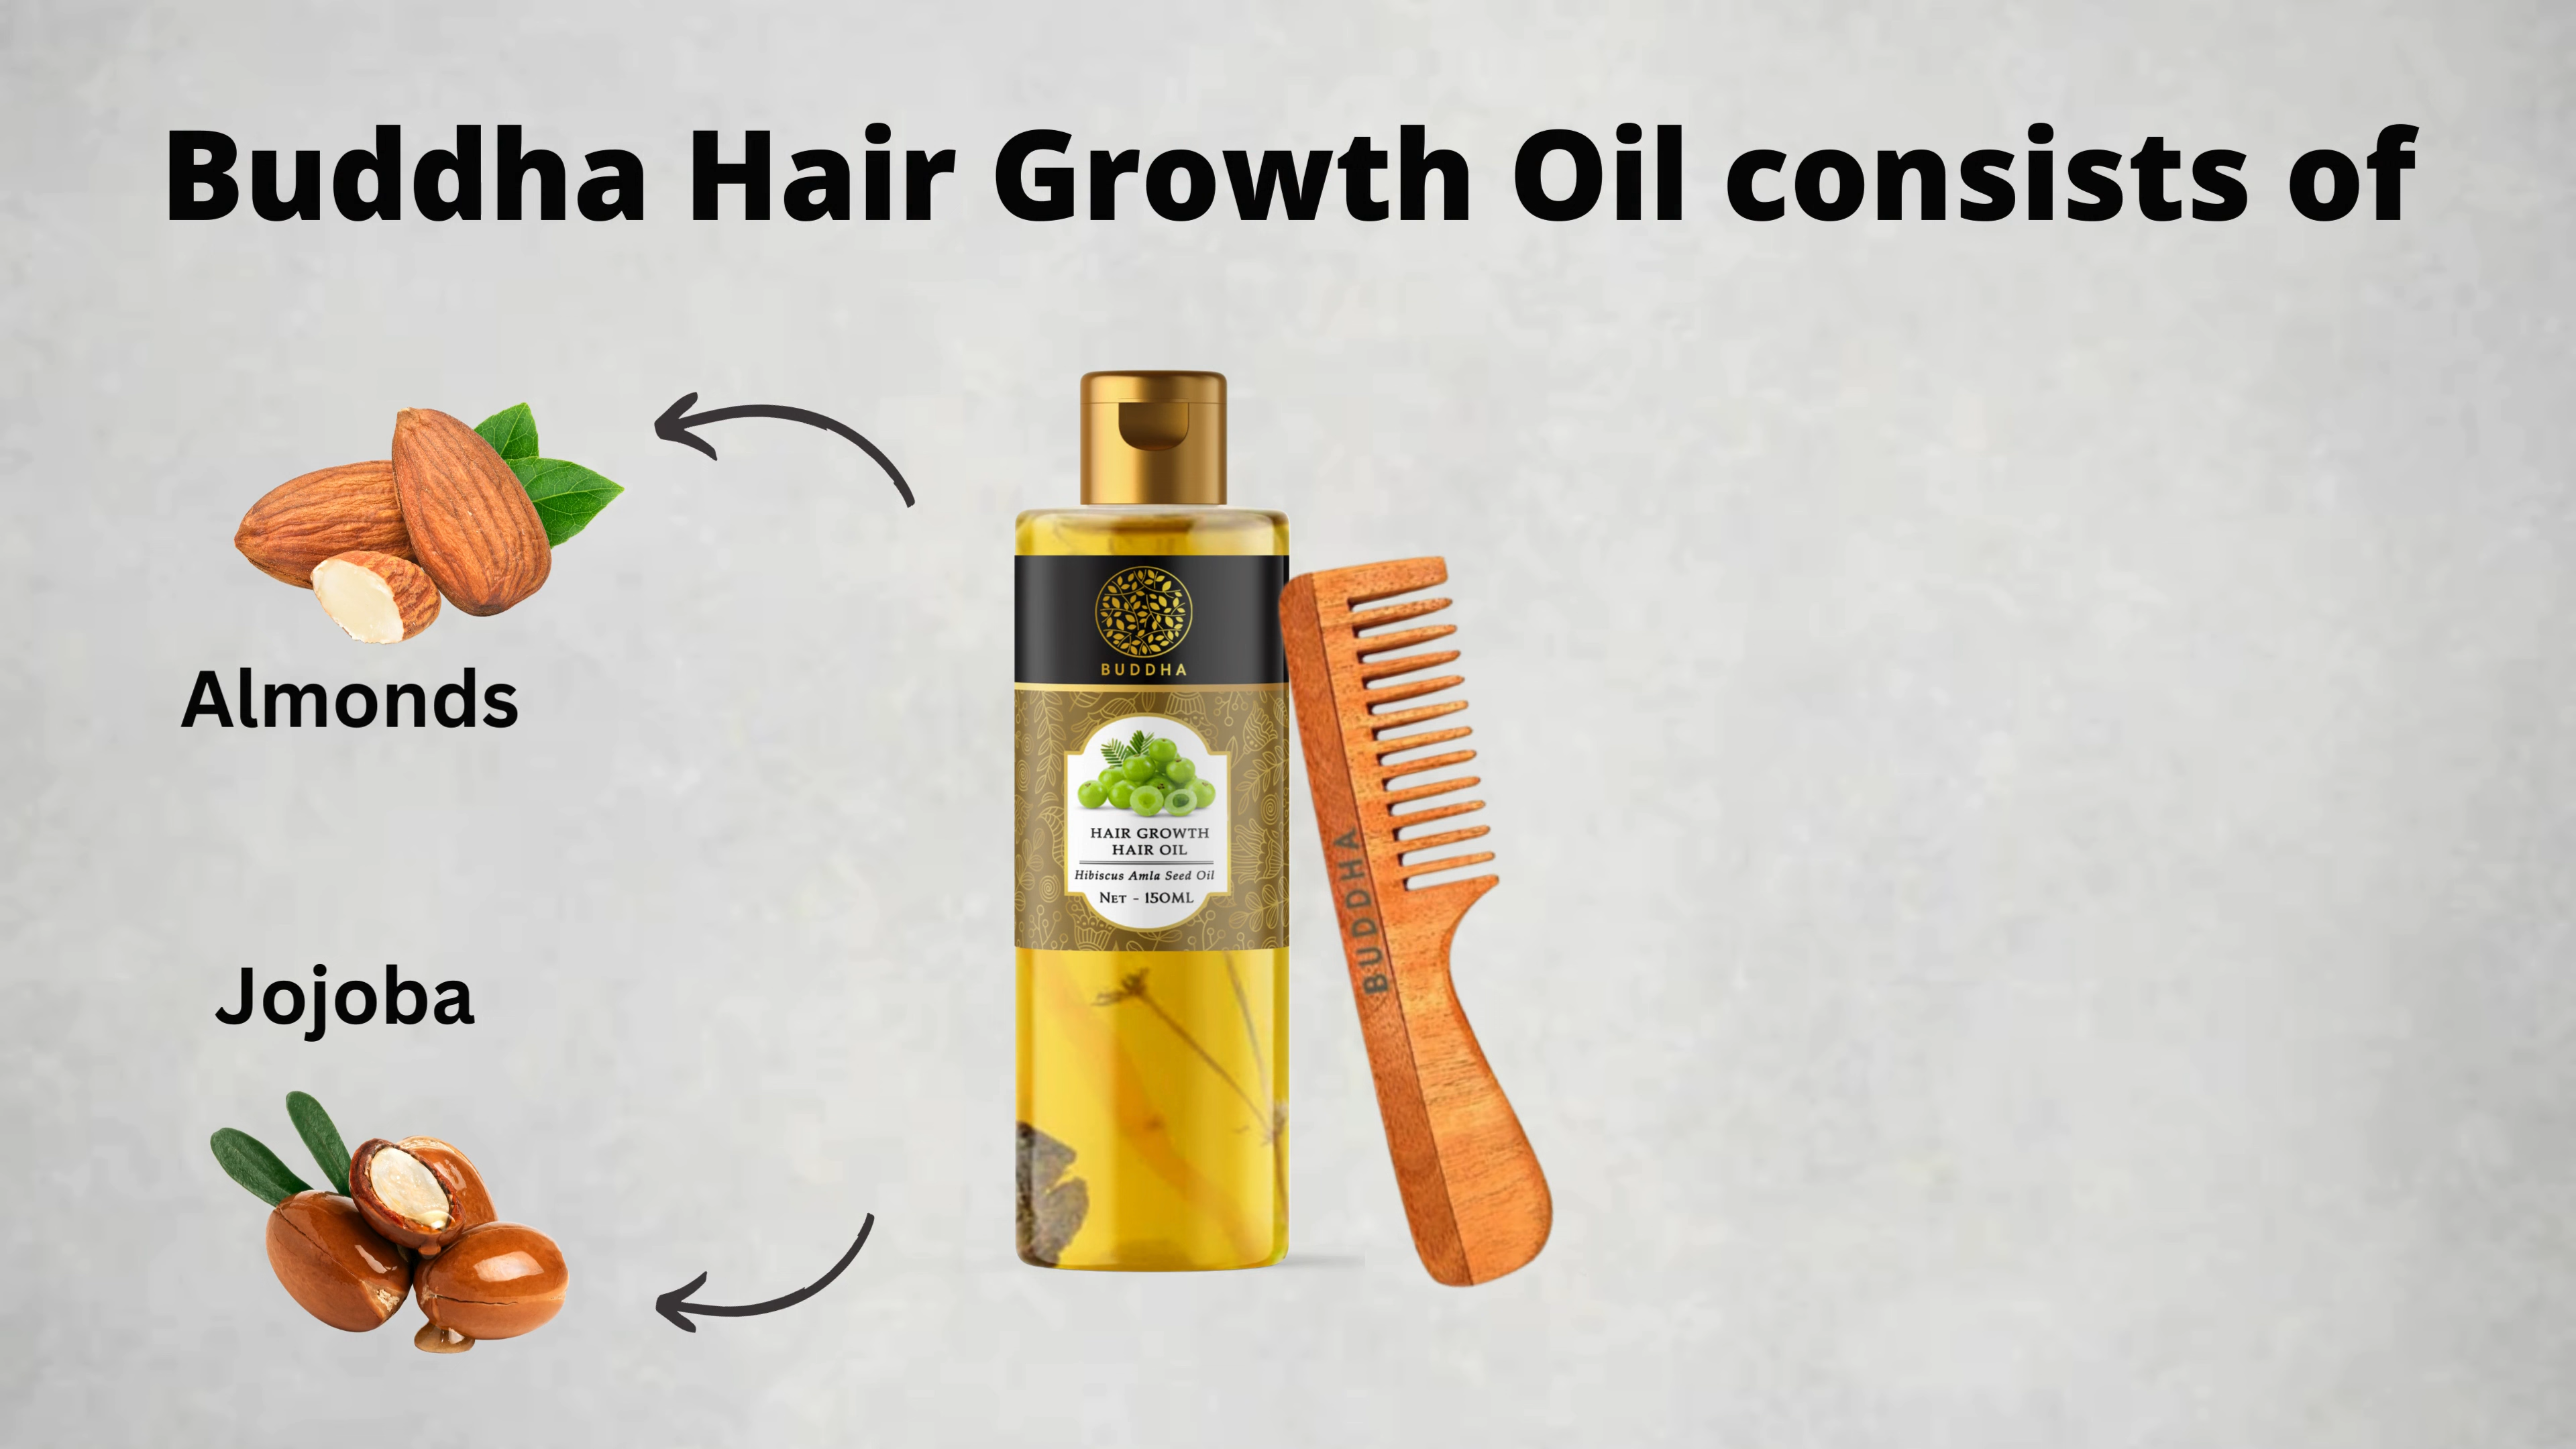 Buddha Hair Growth Oil consists of
Almonds
Jojoba
BUDDHA
HAIR GROWTH
HAIR OIL
Hibiscus Amla Seed Oil
NET - 150ML
BUDDHA